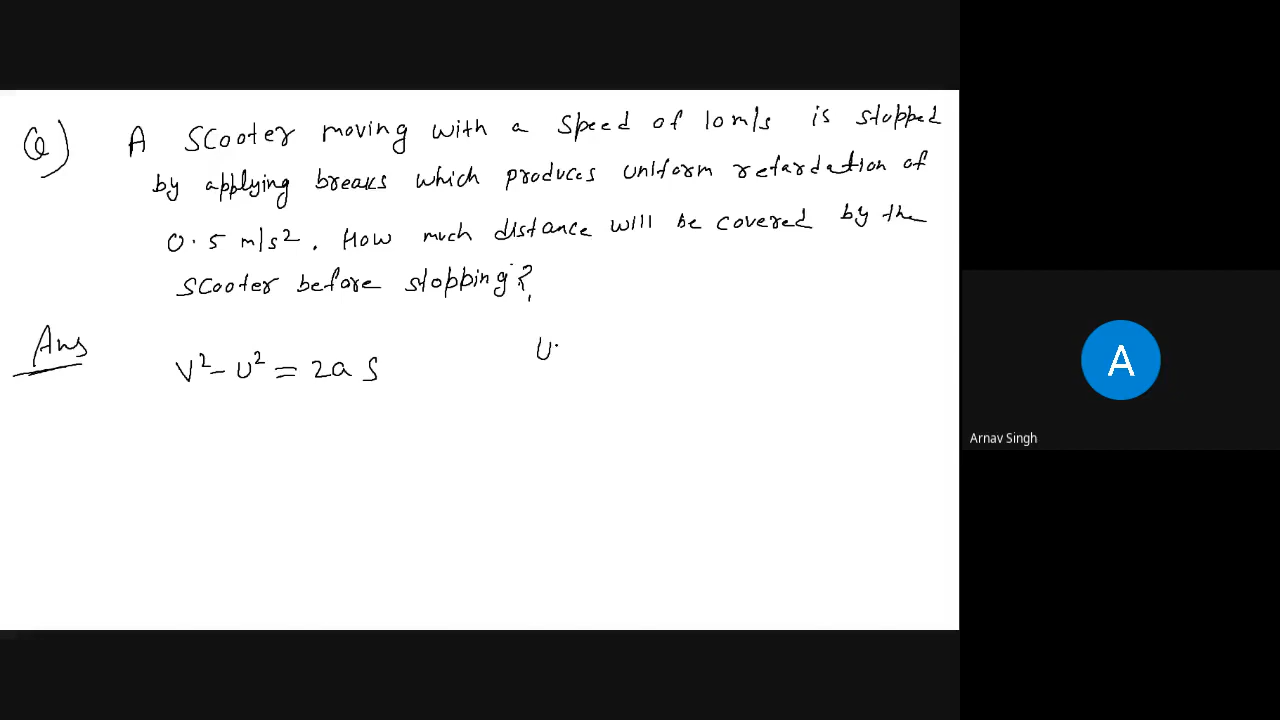 Q) A Scooter moving with a speed of 10m/s is stopped
by applying breaks which produces uniform retardation of
0.5 m/s2. How much distance will be covered by the
scooter before stopping?
Ans V² - U² = 2a S U.
A
Arnav Singh